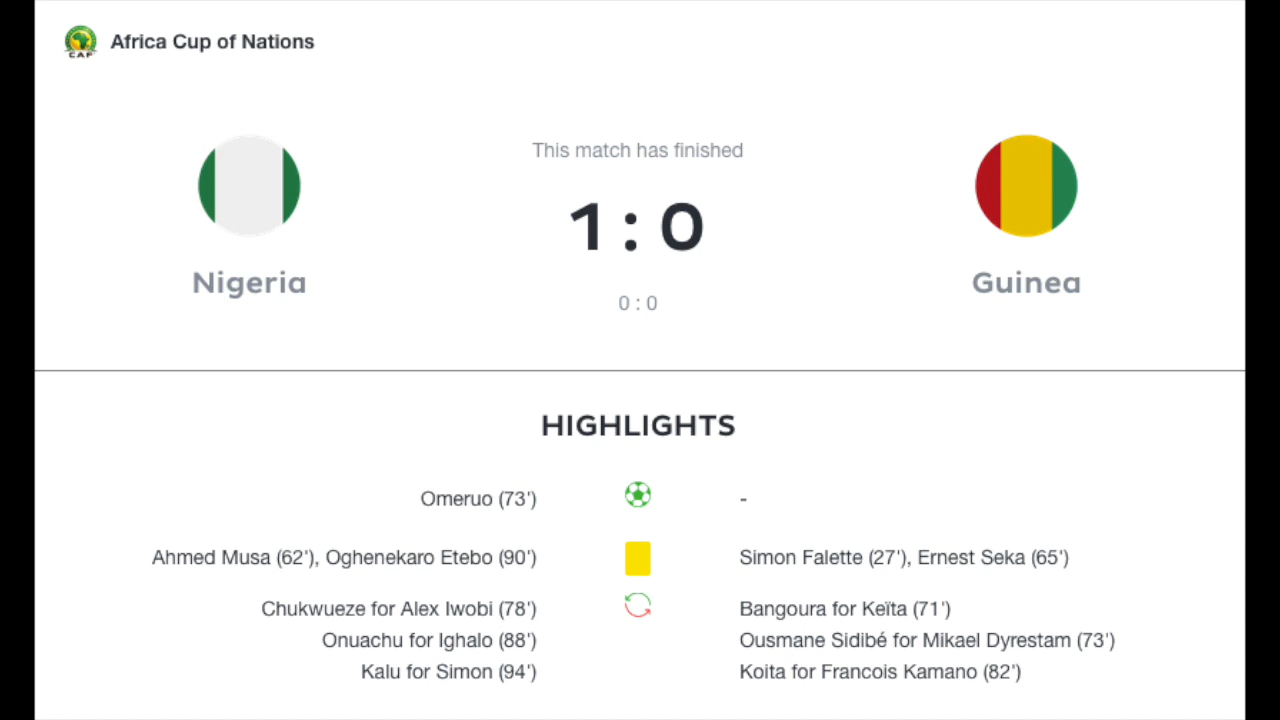 CAF
Africa Cup of Nations
This match has finished
1 : 0
Nigeria
Guinea
0 : 0
HIGHLIGHTS
Omeruo (73')
-
Ahmed Musa (62'), Oghenekaro Etebo (90')
Simon Falette (27'), Ernest Seka (65')
Chukwueze for Alex Iwobi (78')
Bangoura for Keïta (71')
Onuachu for Ighalo (88')
Ousmane Sidibé for Mikael Dyrestam (73')
Kalu for Simon (94')
Koita for Francois Kamano (82')